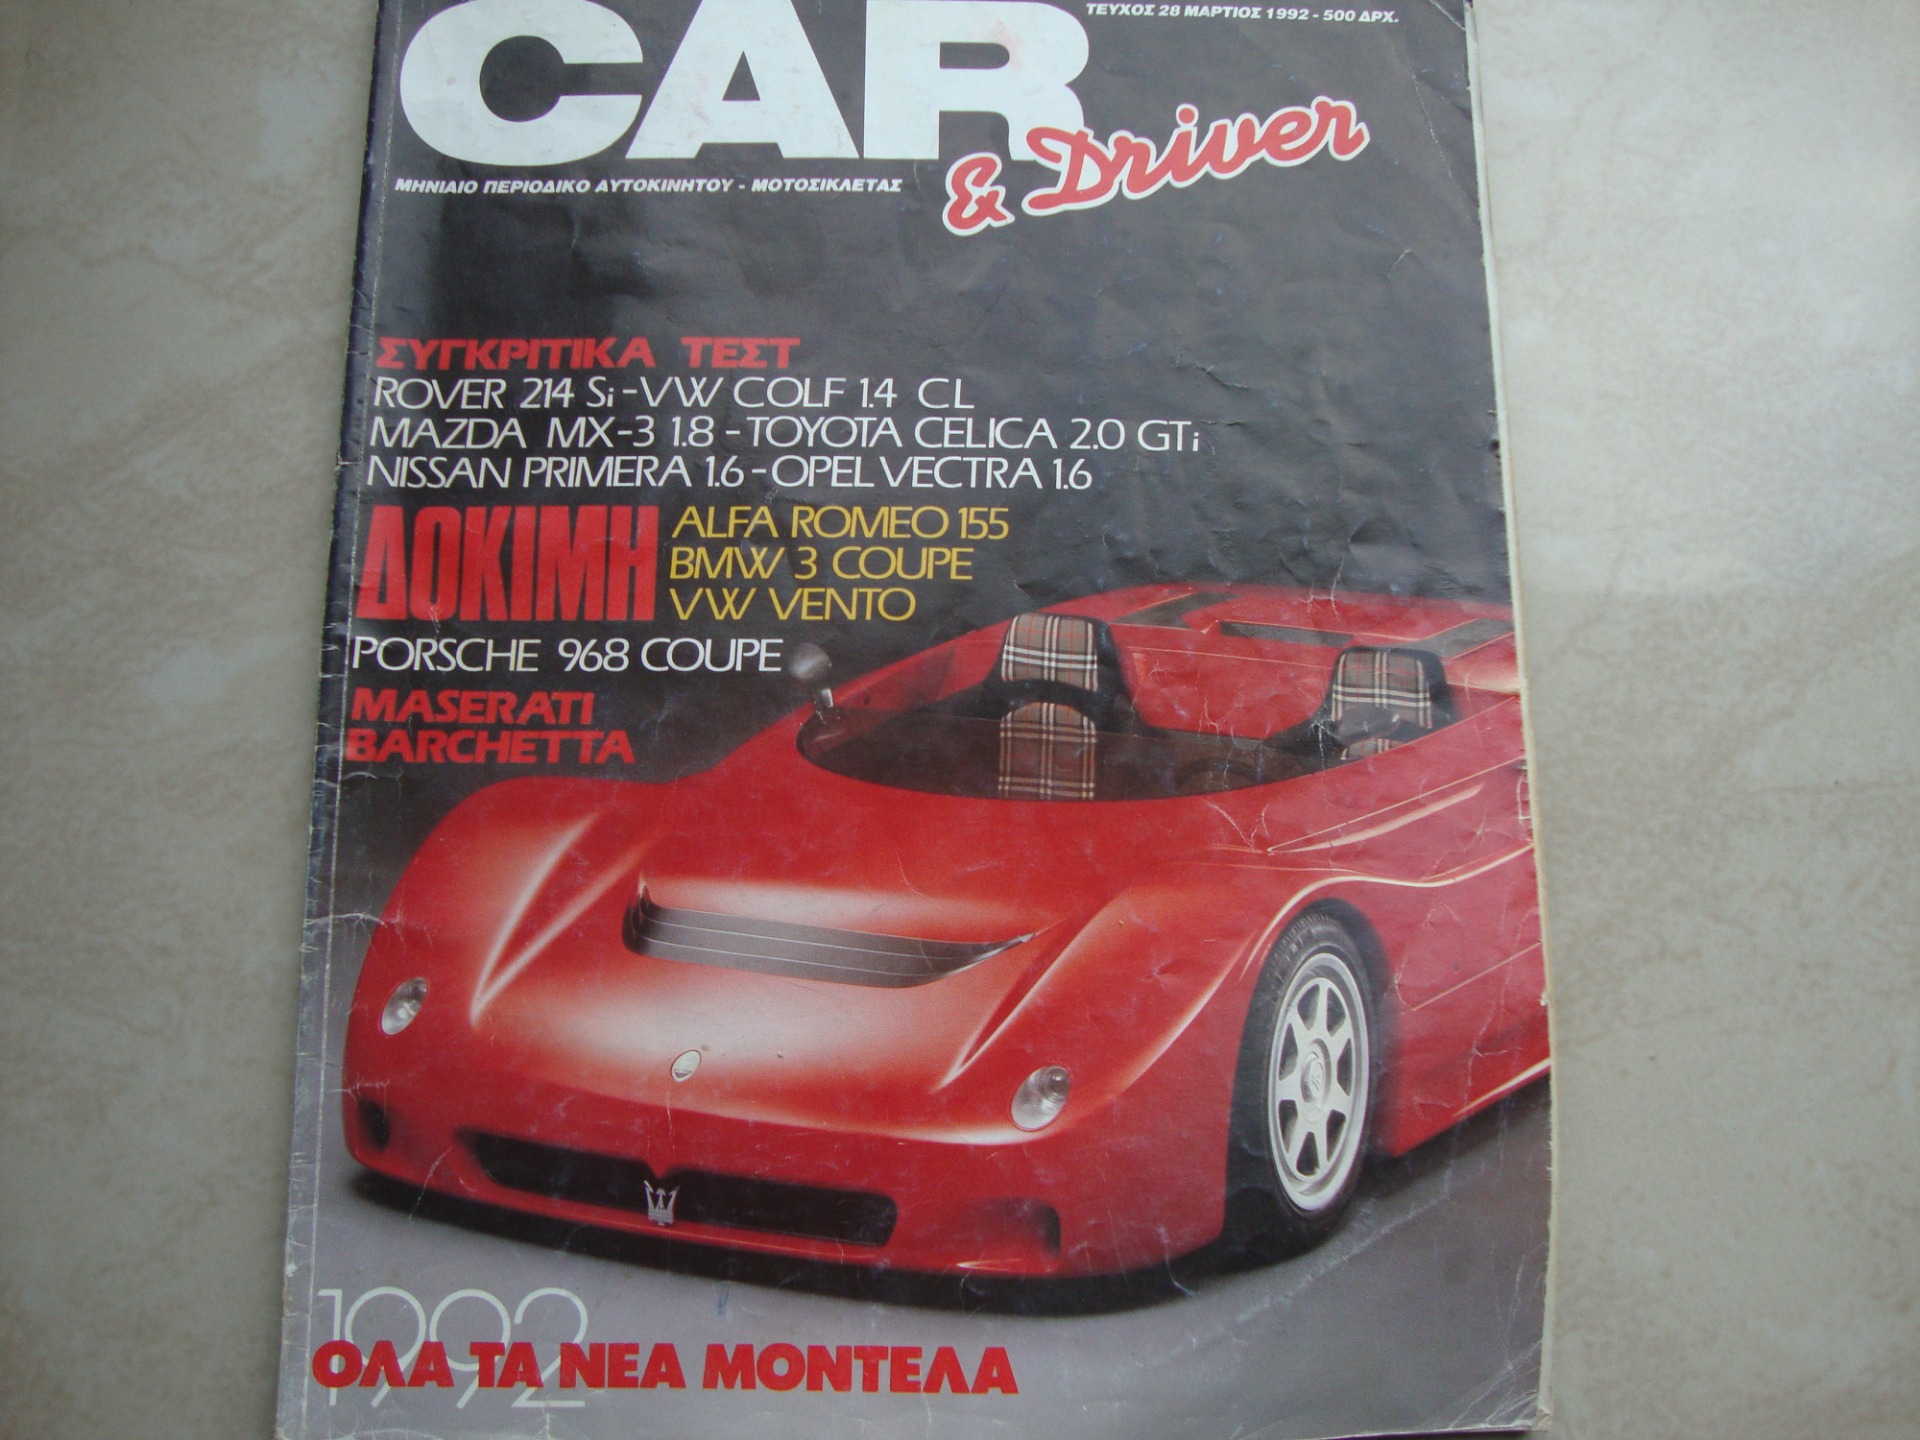 ΤΕΥΧΟΣ 28 ΜΑΡΤΙΟΣ 1992 - 500 ΔΡΧ.
CAR
& Driver
ΜΗΝΙΑΙΟ ΠΕΡΙΟΔΙΚΟ ΑΥΤΟΚΙΝΗΤΟΥ - ΜΟΤΟΣΙΚΛΕΤΑΣ
ΣΥΓΚΡΙΤΙΚΑ ΤΕΣΤ
ROVER 214 Si - VW COLF 1.4 CL
MAZDA MX-3 1.8 - TOYOTA CELICA 2.0 GTi
NISSAN PRIMERA 1.6 - OPEL VECTRA 1.6
ΔΟΚΙΜΗ
ALFA ROMEO 155
BMW 3 COUPE
VW VENTO
PORSCHE 968 COUPE
MASERATI
BARCHETTA
1992
ΟΛΑ ΤΑ ΝΕΑ ΜΟΝΤΕΛΑ